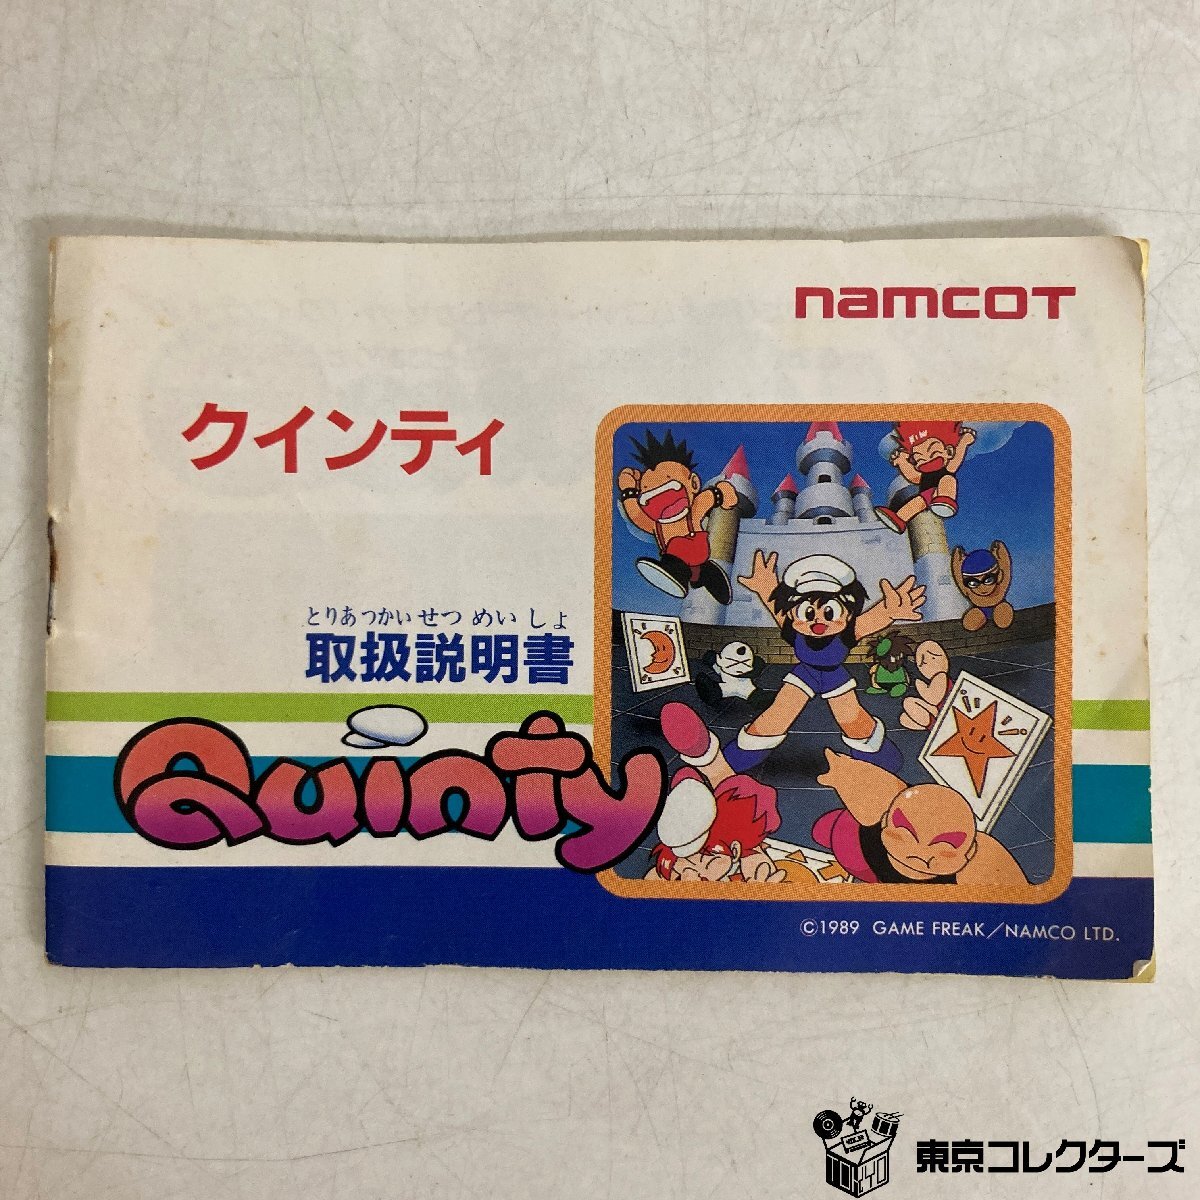 namcot
クインティ
とりあつかいせつめいしょ
取扱説明書
Quinty
©1989 GAME FREAK／NAMCO LTD.
TOKYO
東京コレクターズ